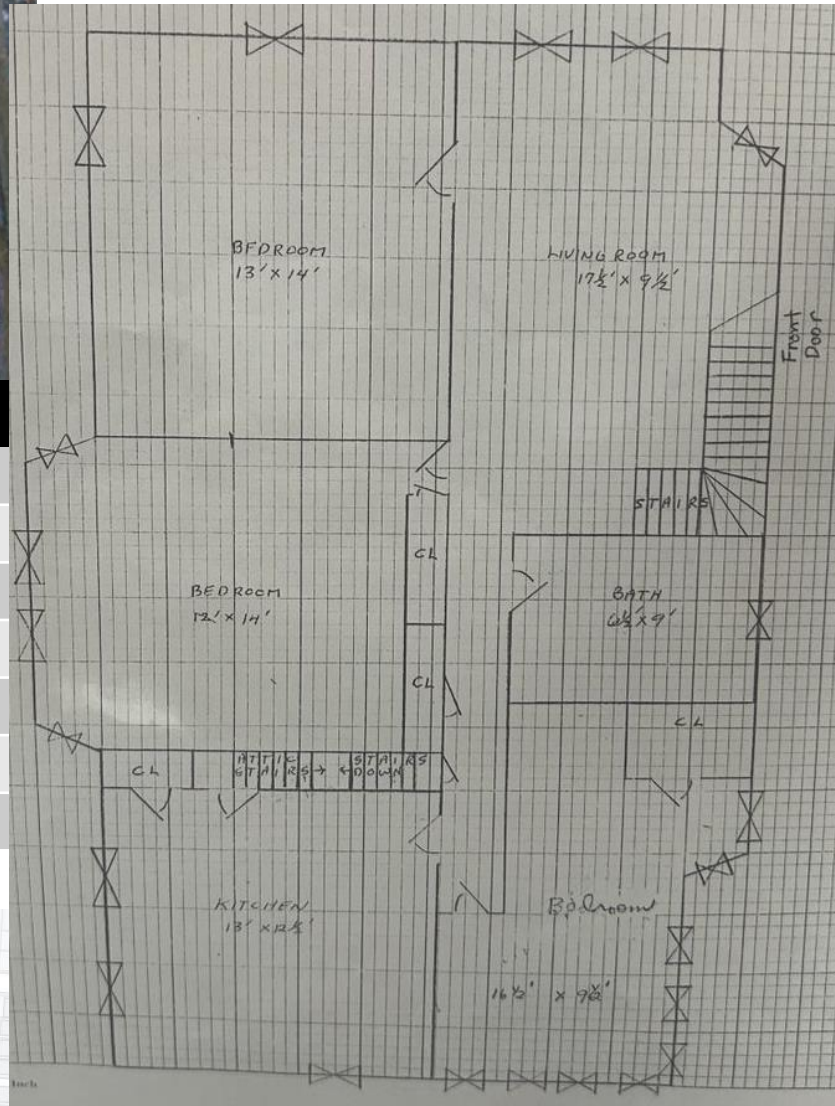 BEDROOM
13' X 14'
LIVING ROOM
17½' X 9½'
Front
Door
STAIRS
CL
BEDROOM
12' X 14'
BATH
6½' X 9'
CL
CL
CL
ATTIC
STAIRS →
← STAIRS
DOWN
KITCHEN
13' X 12½'
Bedroom
16½' X 9½'
Inch